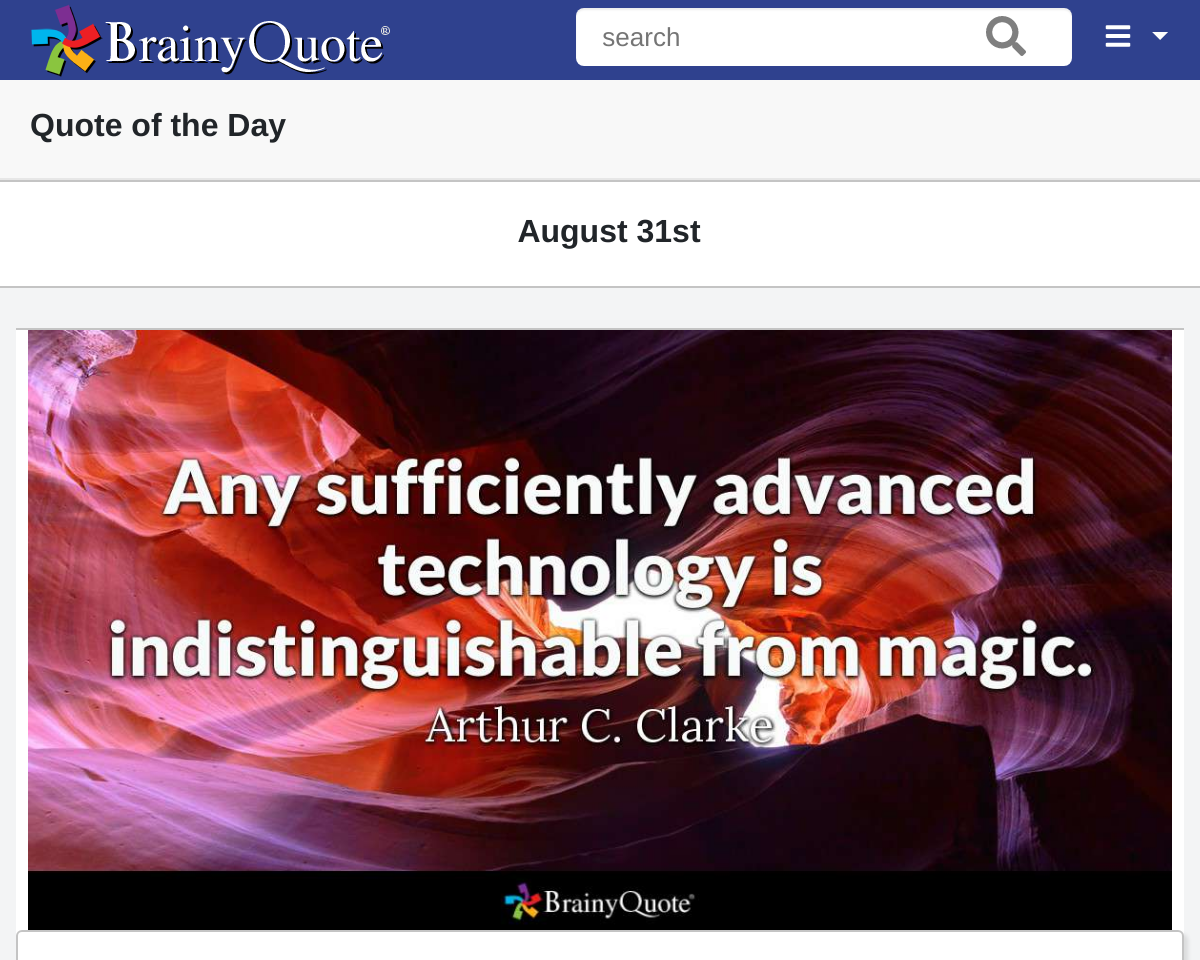 BrainyQuote®
search
Quote of the Day
August 31st
Any sufficiently advanced
technology is
indistinguishable from magic.
Arthur C. Clarke
BrainyQuote®